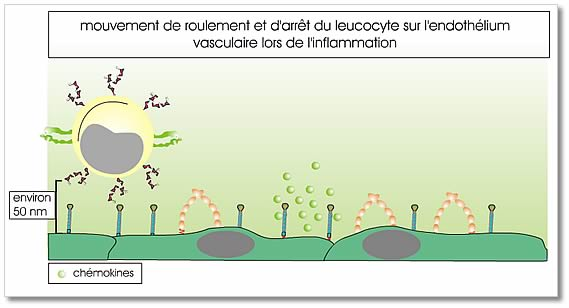 mouvement de roulement et d'arrêt du leucocyte sur l'endothélium
vasculaire lors de l'inflammation
environ
50 nm
chémokines